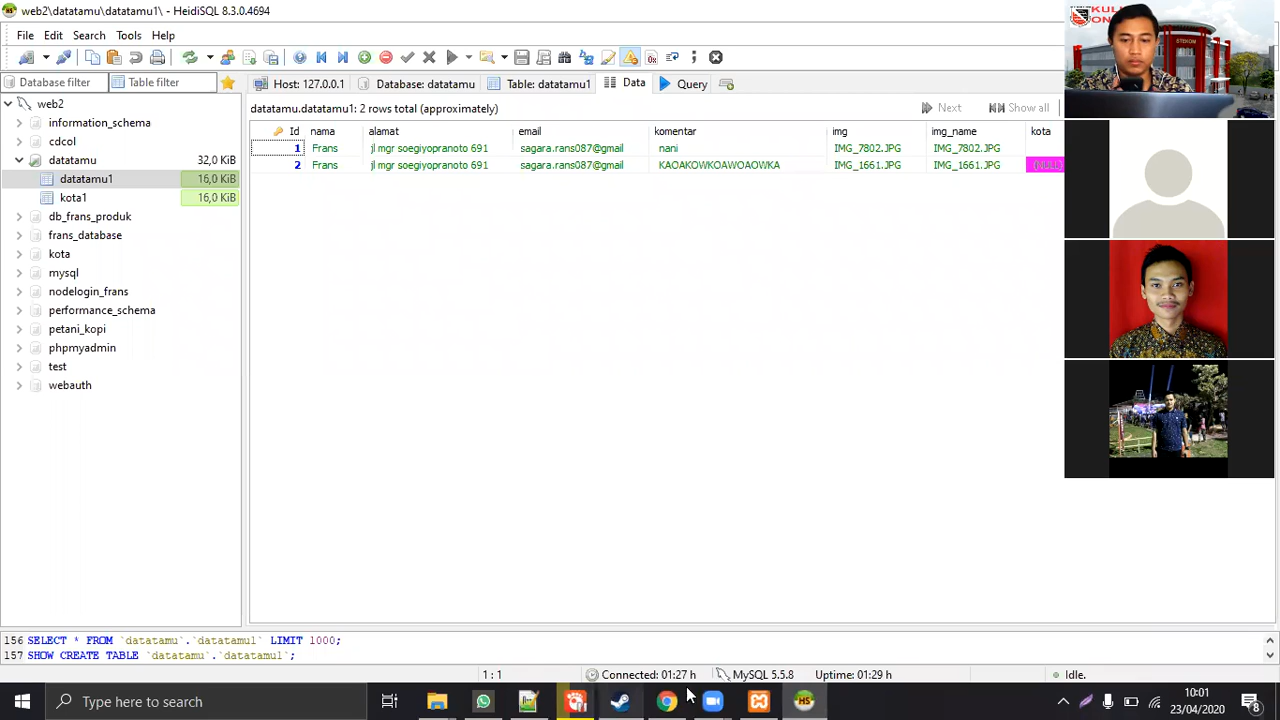 web2\datatamu\datatamu1\ - HeidiSQL 8.3.0.4694
File Edit Search Tools Help
Database filter Table filter Host: 127.0.0.1 Database: datatamu Table: datatamu1 Data Query
web2
information_schema
cdcol
datatamu 32,0 KiB
datatamu1 16,0 KiB
kota1 16,0 KiB
db_frans_produk
frans_database
kota
mysql
nodelogin_frans
performance_schema
petani_kopi
phpmyadmin
test
webauth
datatamu.datatamu1: 2 rows total (approximately) Next Show all
Id nama alamat email komentar img img_name kota
1 Frans jl mgr soegiyopranoto 691 sagara.rans087@gmail nani IMG_7802.JPG IMG_7802.JPG
2 Frans jl mgr soegiyopranoto 691 sagara.rans087@gmail KAOAKOWKOAWOAOWKA IMG_1661.JPG IMG_1661.JPG (NULL)
STEKOM
156 SELECT * FROM `datatamu`.`datatamu1` LIMIT 1000;
157 SHOW CREATE TABLE `datatamu`.`datatamu1`;
1 : 1 Connected: 01:27 h MySQL 5.5.8 Uptime: 01:29 h Idle.
Type here to search
HS
10:01
23/04/2020
8